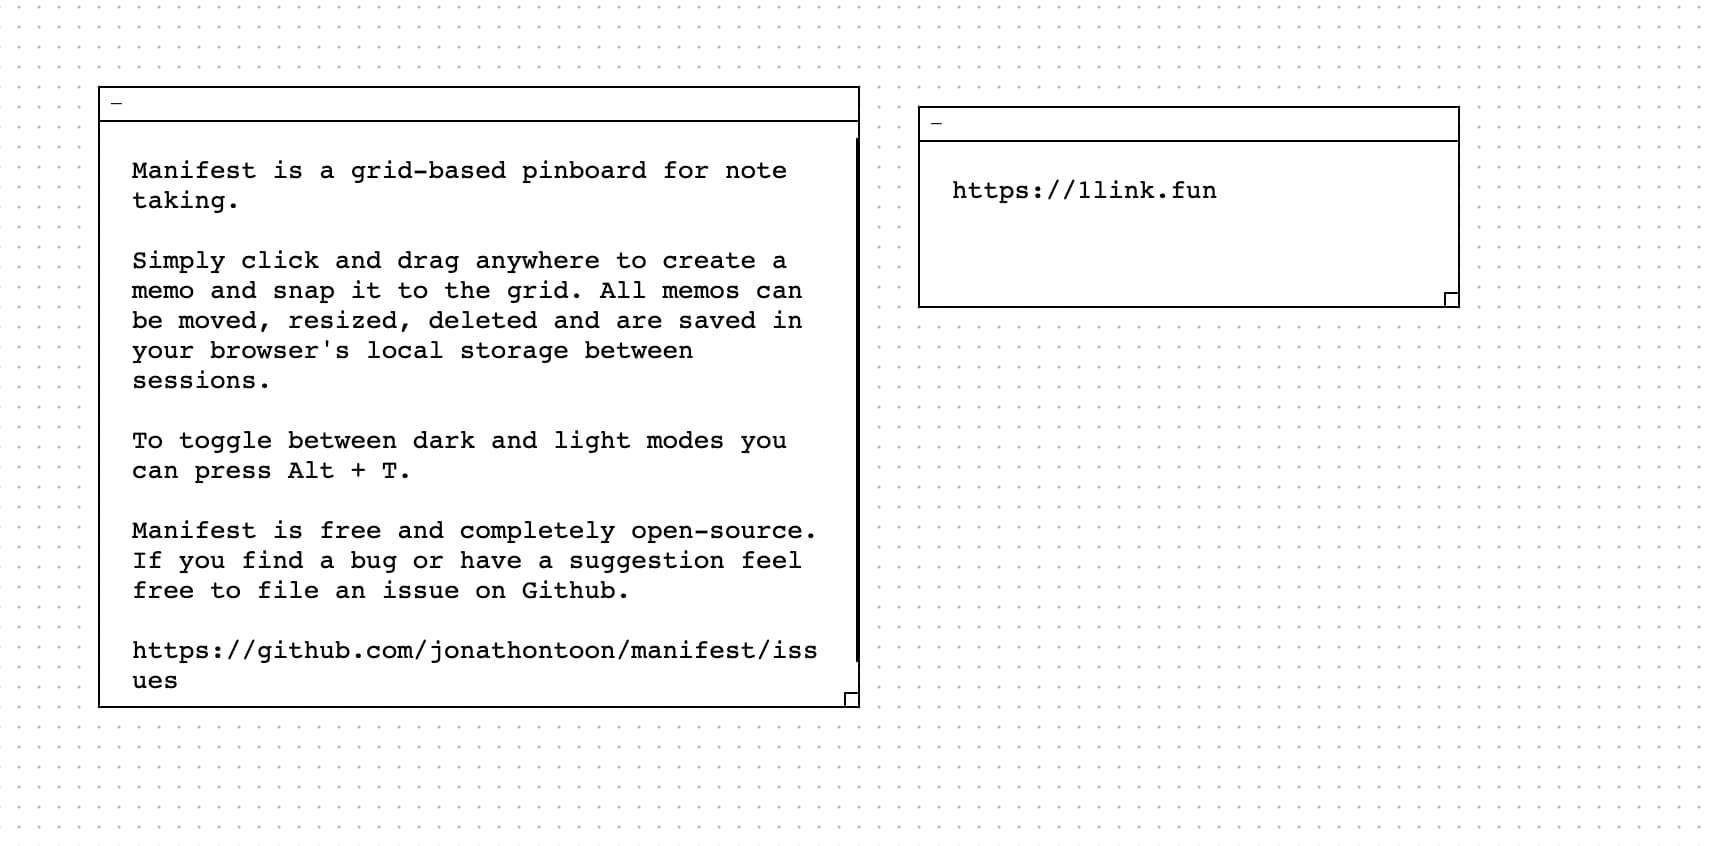 Manifest is a grid-based pinboard for note
taking.
Simply click and drag anywhere to create a
memo and snap it to the grid. All memos can
be moved, resized, deleted and are saved in
your browser's local storage between
sessions.
To toggle between dark and light modes you
can press Alt + T.
Manifest is free and completely open-source.
If you find a bug or have a suggestion feel
free to file an issue on Github.
https://github.com/jonathontoon/manifest/iss
ues
https://1link.fun